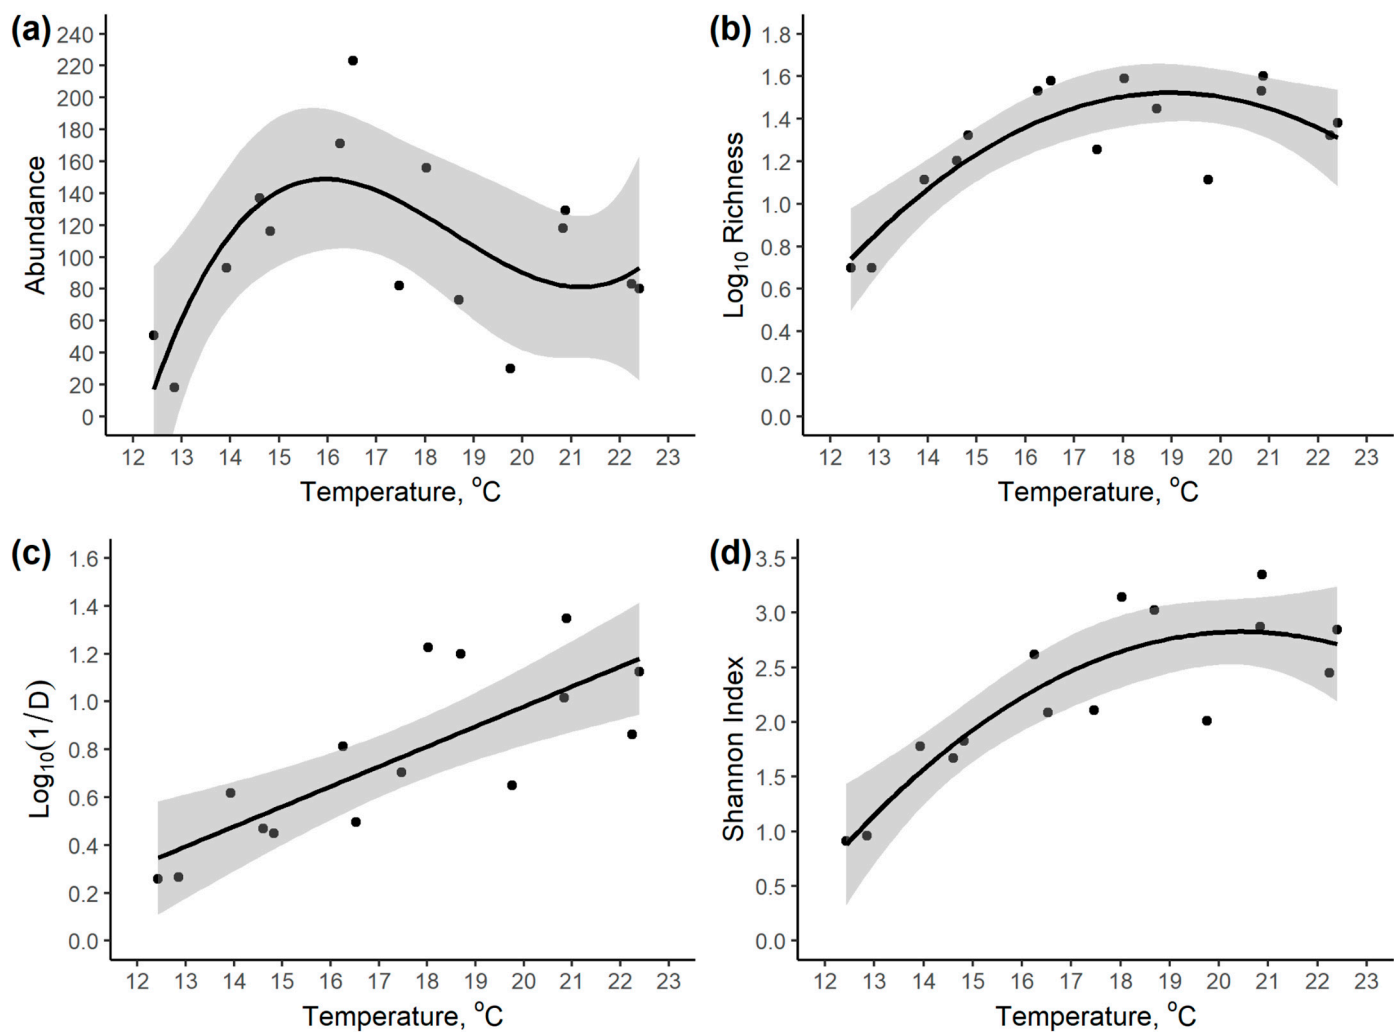 (a)
240
220
200
180
160
140
120
100
80
60
40
20
0
Abundance
12 13 14 15 16 17 18 19 20 21 22 23
Temperature, °C
(b)
1.8
1.6
1.4
1.2
1.0
0.8
0.6
0.4
0.2
0.0
Log₁₀ Richness
12 13 14 15 16 17 18 19 20 21 22 23
Temperature, °C
(c)
1.6
1.4
1.2
1.0
0.8
0.6
0.4
0.2
0.0
Log₁₀(1/D)
12 13 14 15 16 17 18 19 20 21 22 23
Temperature, °C
(d)
3.5
3.0
2.5
2.0
1.5
1.0
0.5
0.0
Shannon Index
12 13 14 15 16 17 18 19 20 21 22 23
Temperature, °C